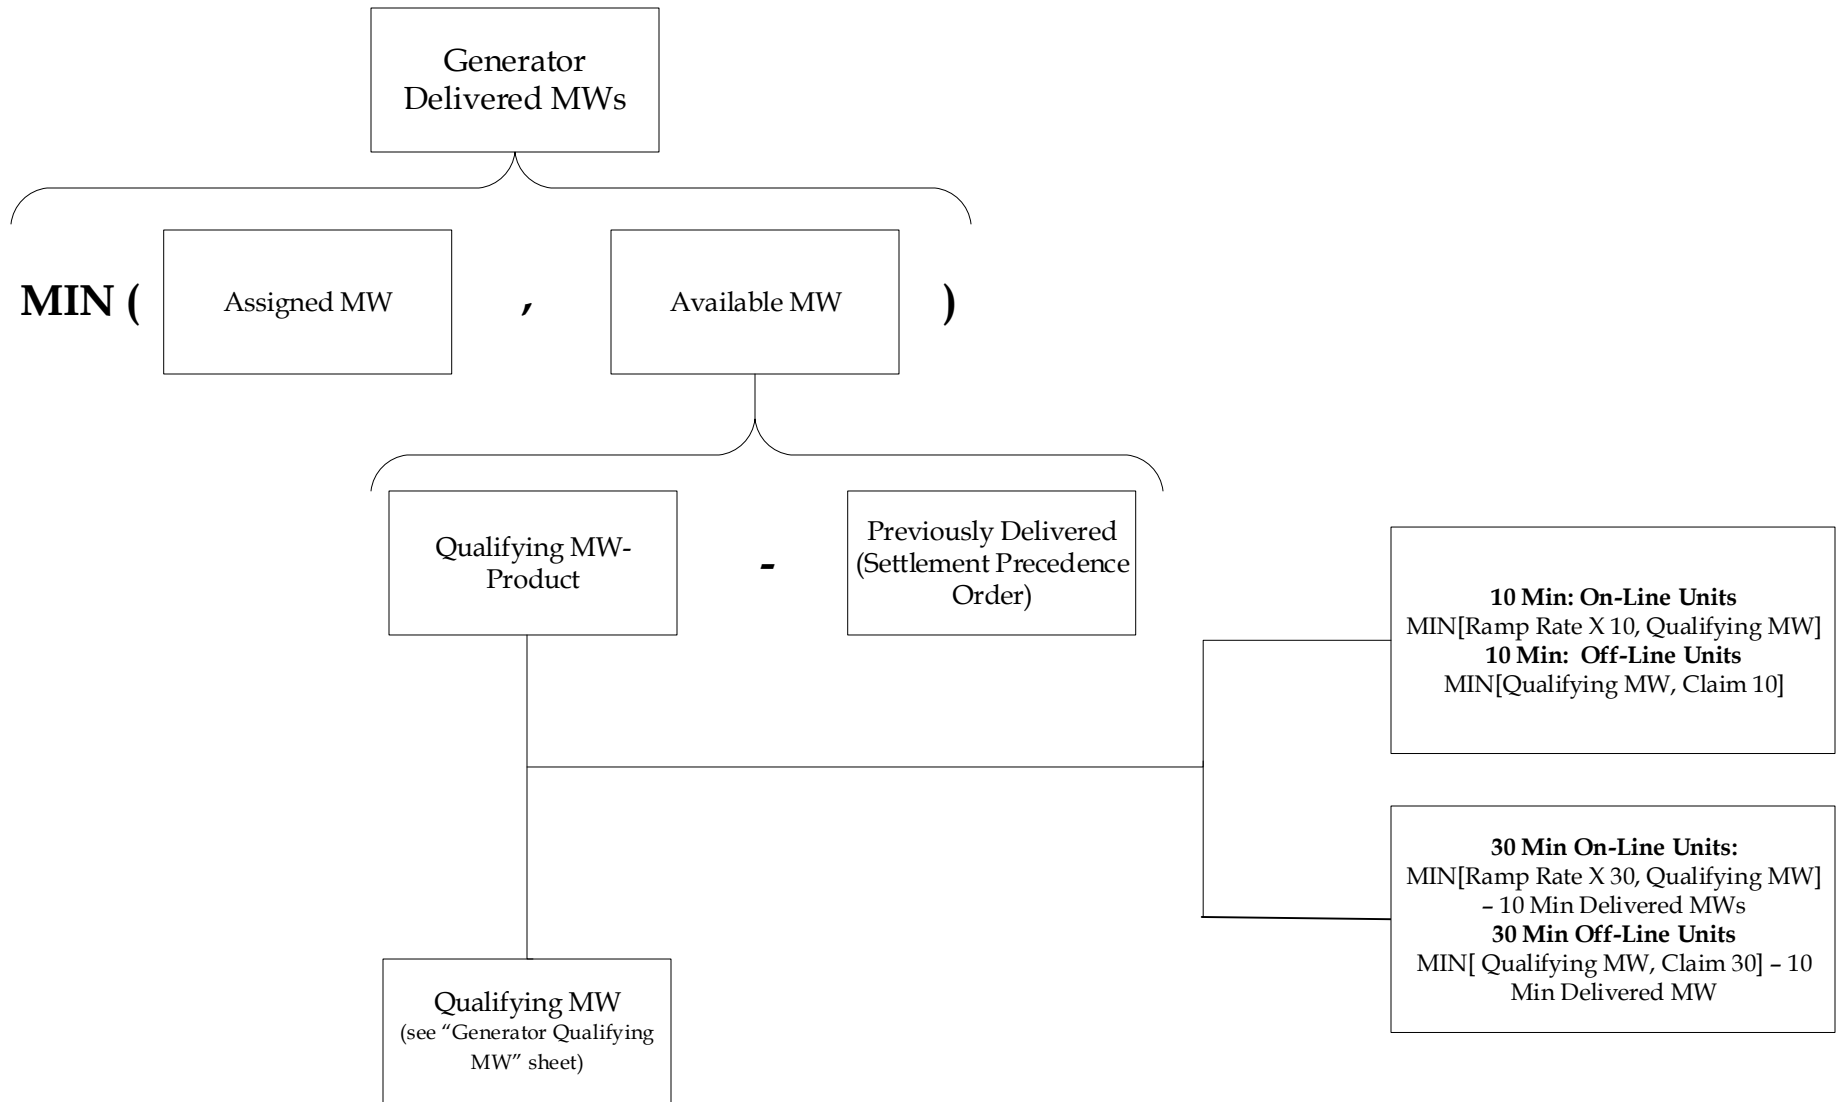 Generator
Delivered MWs
MIN ( Assigned MW , Available MW )
Qualifying MW-
Product
-
Previously Delivered
(Settlement Precedence
Order)
10 Min: On-Line Units
MIN[Ramp Rate X 10, Qualifying MW]
10 Min: Off-Line Units
MIN[Qualifying MW, Claim 10]
30 Min On-Line Units:
MIN[Ramp Rate X 30, Qualifying MW]
– 10 Min Delivered MWs
30 Min Off-Line Units
MIN[ Qualifying MW, Claim 30] – 10
Min Delivered MW
Qualifying MW
(see “Generator Qualifying
MW” sheet)